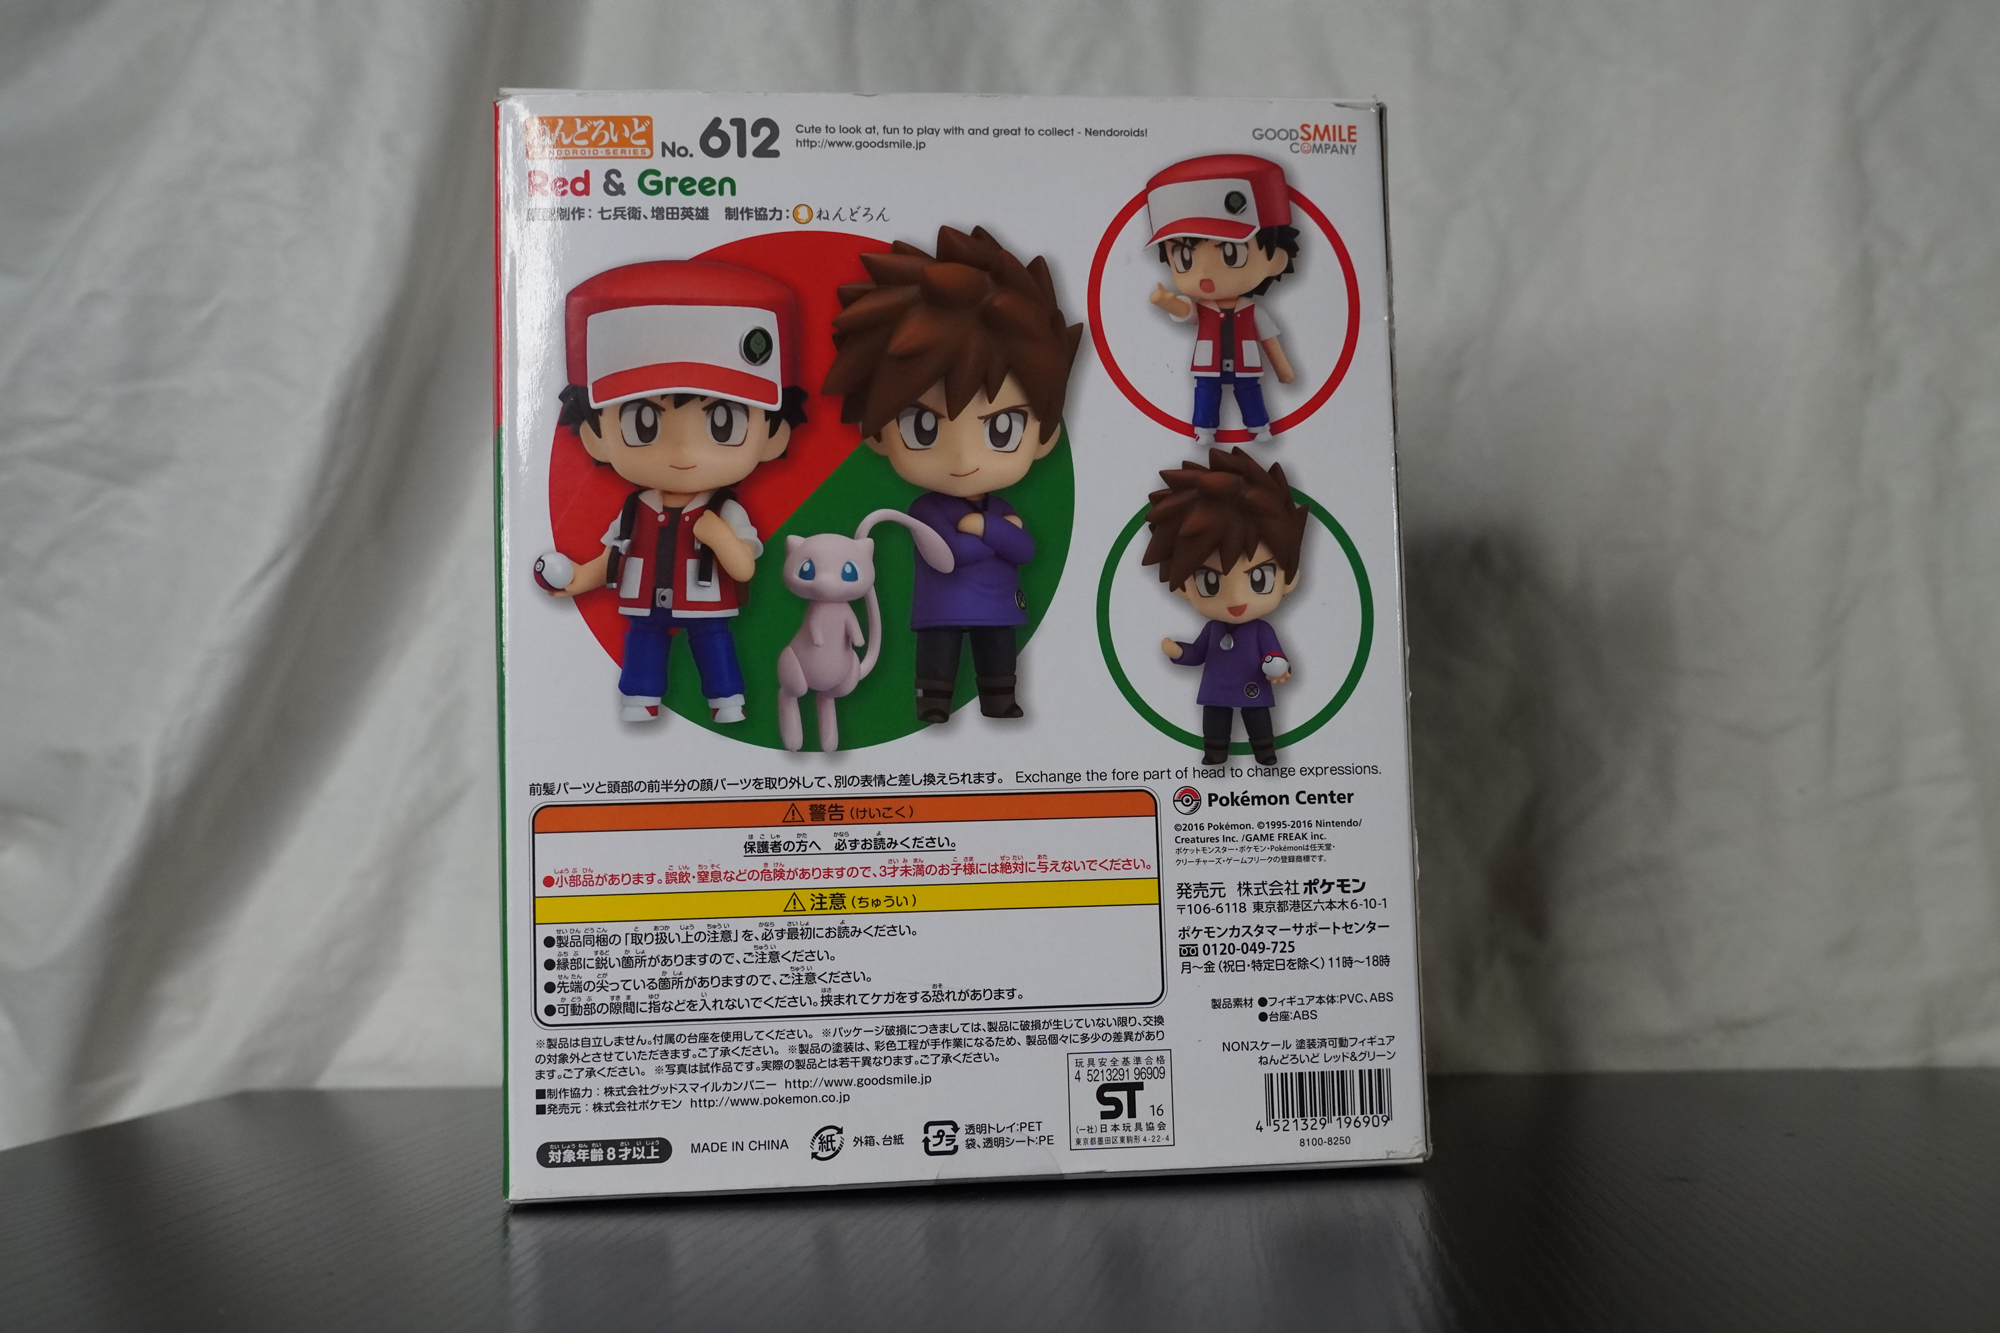 ねんどろいど
NENDOROID-SERIES
No. 612
Cute to look at, fun to play with and great to collect - Nendoroids!
http://www.goodsmile.jp
GOODSMILE
COMPANY
Red & Green
制作：七兵衛、増田英雄　制作協力：ねんどろん
前髪パーツと頭部の前半分の顔パーツを取り外して、別の表情と差し換えられます。 Exchange the fore part of head to change expressions.
⚠警告（けいこく）
保護者の方へ　必ずお読みください。
●小部品があります。誤飲・窒息などの危険がありますので、3才未満のお子様には絶対に与えないでください。
⚠注意（ちゅうい）
●製品同梱の「取り扱い上の注意」を、必ず最初にお読みください。
●縁部に鋭い箇所がありますので、ご注意ください。
●先端の尖っている箇所がありますので、ご注意ください。
●可動部の隙間に指などを入れないでください。挟まれてケガをする恐れがあります。
※製品は自立しません。付属の台座を使用してください。 ※パッケージ破損につきましては、製品に破損が生じていない限り、交換
の対象外とさせていただきます。ご了承ください。 ※製品の塗装は、彩色工程が手作業になるため、製品個々に多少の差異があり
ます。ご了承ください。 ※写真は試作品です。実際の製品とは若干異なります。ご了承ください。
■制作協力：株式会社グッドスマイルカンパニー http://www.goodsmile.jp
■発売元：株式会社ポケモン http://www.pokemon.co.jp
対象年齢8才以上
MADE IN CHINA
紙
外箱、台紙
プラ
透明トレイ:PET
袋、透明シート:PE
玩具安全基準合格
4 5213291 96909
ST 16
(一社)日本玩具協会
東京都墨田区東駒形 4-22-4
Pokémon Center
©2016 Pokémon. ©1995-2016 Nintendo/
Creatures Inc. /GAME FREAK inc.
ポケットモンスター・ポケモン・Pokémonは任天堂・
クリーチャーズ・ゲームフリークの登録商標です。
発売元　株式会社ポケモン
〒106-6118 東京都港区六本木6-10-1
ポケモンカスタマーサポートセンター
0120-049-725
月〜金（祝日・特定日を除く）11時〜18時
製品素材 ●フィギュア本体:PVC、ABS
●台座:ABS
NONスケール 塗装済可動フィギュア
ねんどろいど レッド&グリーン
4 521329 196909
8100-8250